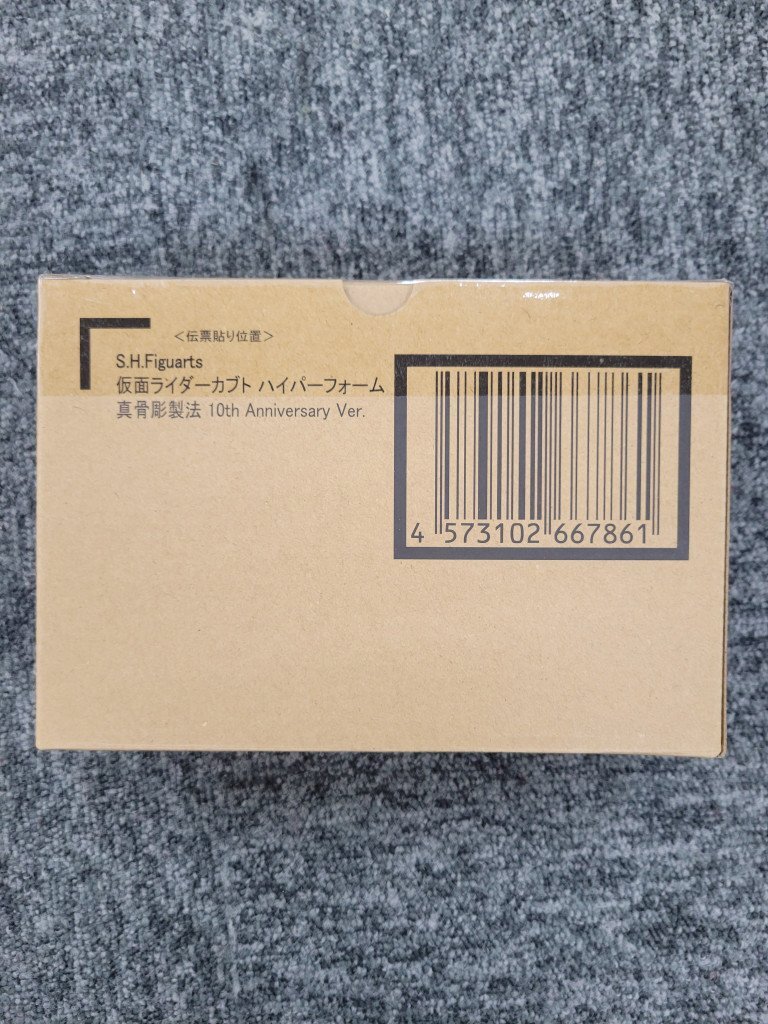 ＜伝票貼り位置＞
S.H.Figuarts
仮面ライダーカブト ハイパーフォーム
真骨彫製法 10th Anniversary Ver.
4 573102 667861